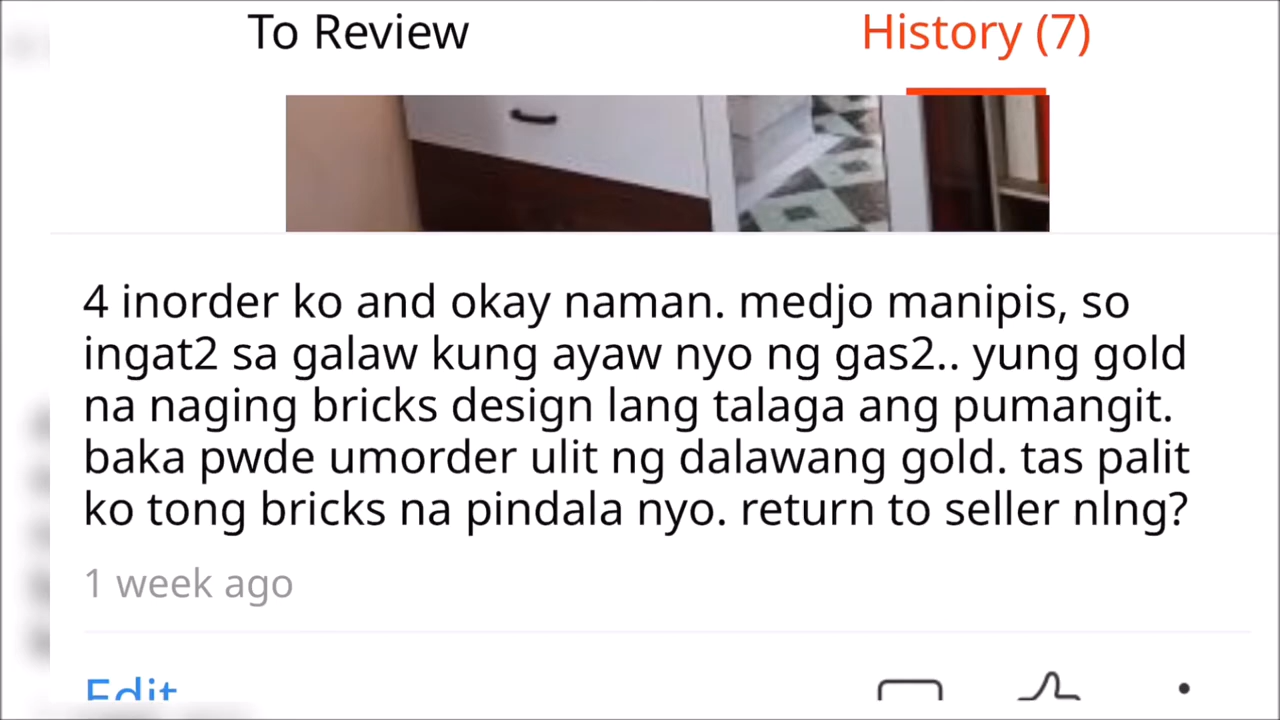 To Review
History (7)
4 inorder ko and okay naman. medjo manipis, so
ingat2 sa galaw kung ayaw nyo ng gas2.. yung gold
na naging bricks design lang talaga ang pumangit.
baka pwde umorder ulit ng dalawang gold. tas palit
ko tong bricks na pindala nyo. return to seller nlng?
1 week ago
Edit